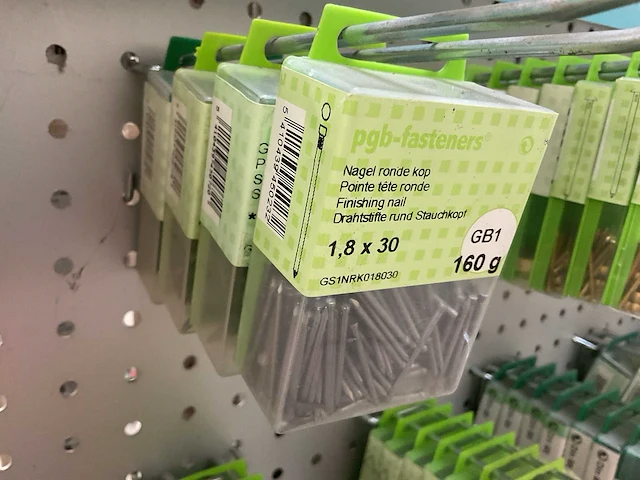 pgb-fasteners®
Nagel ronde kop
Pointe tête ronde
Finishing nail
Drahtstifte rund Stauchkopf
1,8 x 30
GB1
160 g
GS1NRK018030
G
P
S
S
*
G